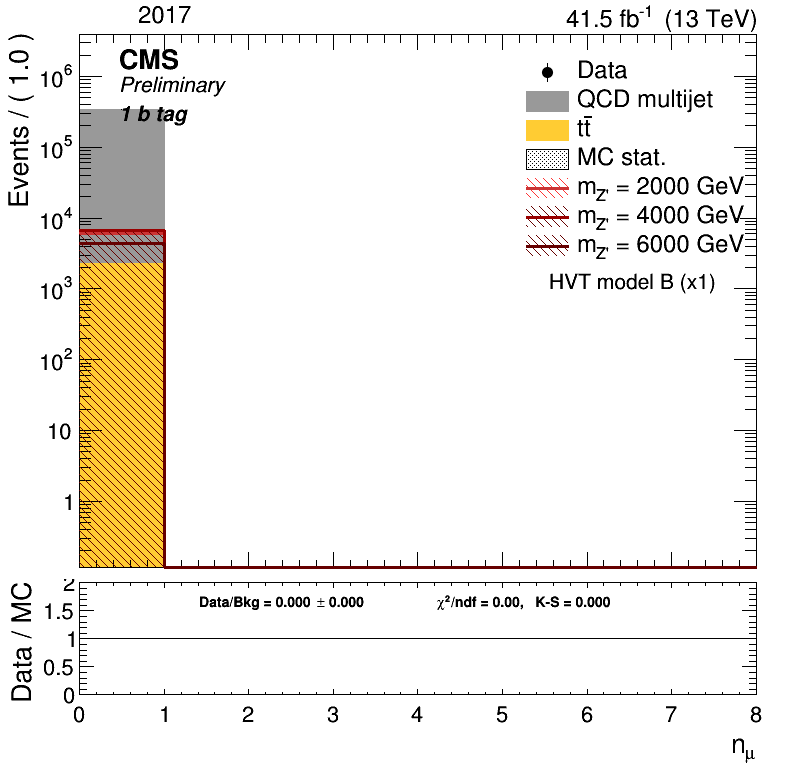 2017
41.5 fb⁻¹ (13 TeV)
Events / ( 1.0 )
CMS
Preliminary
1 b tag
Data
QCD multijet
tt̄
MC stat.
m_Z' = 2000 GeV
m_Z' = 4000 GeV
m_Z' = 6000 GeV
HVT model B (x1)
10⁶
10⁵
10⁴
10³
10²
10
1
Data / MC
2
1.5
1
0.5
0
Data/Bkg = 0.000 ± 0.000
χ²/ndf = 0.00, K-S = 0.000
0 1 2 3 4 5 6 7 8
n_μ